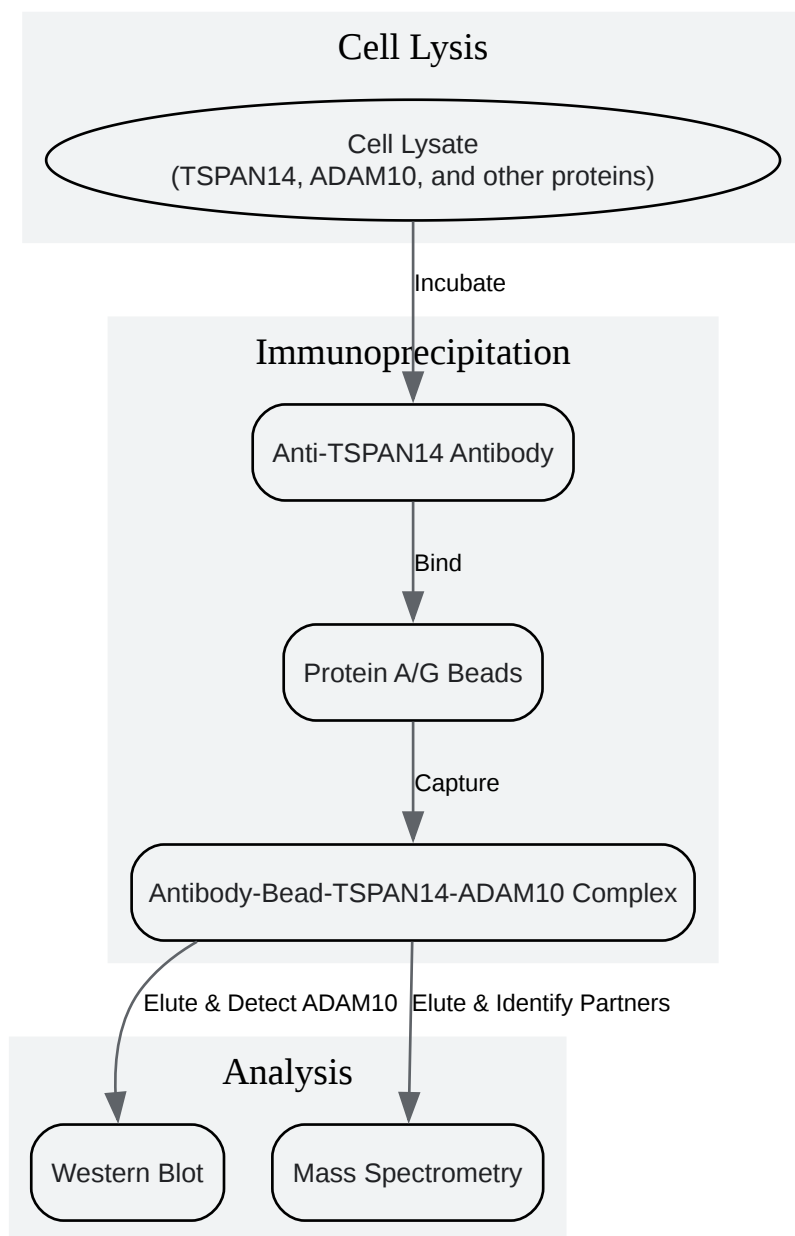 Cell Lysis
Cell Lysate
(TSPAN14, ADAM10, and other proteins)
Incubate
Immunoprecipitation
Anti-TSPAN14 Antibody
Bind
Protein A/G Beads
Capture
Antibody-Bead-TSPAN14-ADAM10 Complex
Elute & Detect ADAM10
Elute & Identify Partners
Analysis
Western Blot
Mass Spectrometry